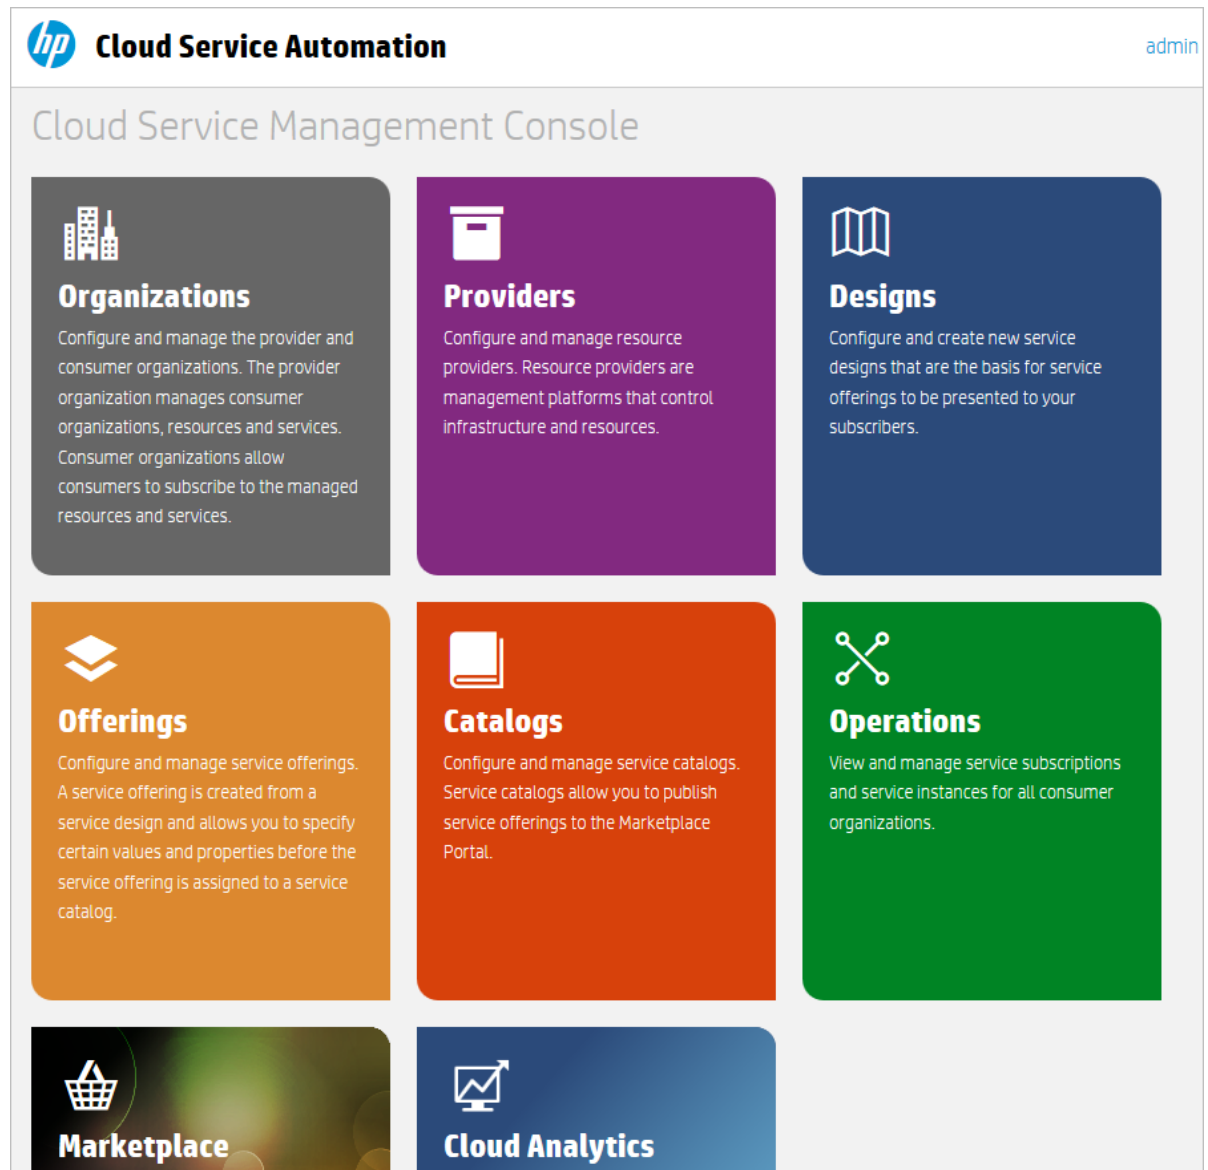 hp Cloud Service Automation
admin
Cloud Service Management Console
Organizations
Configure and manage the provider and
consumer organizations. The provider
organization manages consumer
organizations, resources and services.
Consumer organizations allow
consumers to subscribe to the managed
resources and services.
Providers
Configure and manage resource
providers. Resource providers are
management platforms that control
infrastructure and resources.
Designs
Configure and create new service
designs that are the basis for service
offerings to be presented to your
subscribers.
Offerings
Configure and manage service offerings.
A service offering is created from a
service design and allows you to specify
certain values and properties before the
service offering is assigned to a service
catalog.
Catalogs
Configure and manage service catalogs.
Service catalogs allow you to publish
service offerings to the Marketplace
Portal.
Operations
View and manage service subscriptions
and service instances for all consumer
organizations.
Marketplace
Cloud Analytics